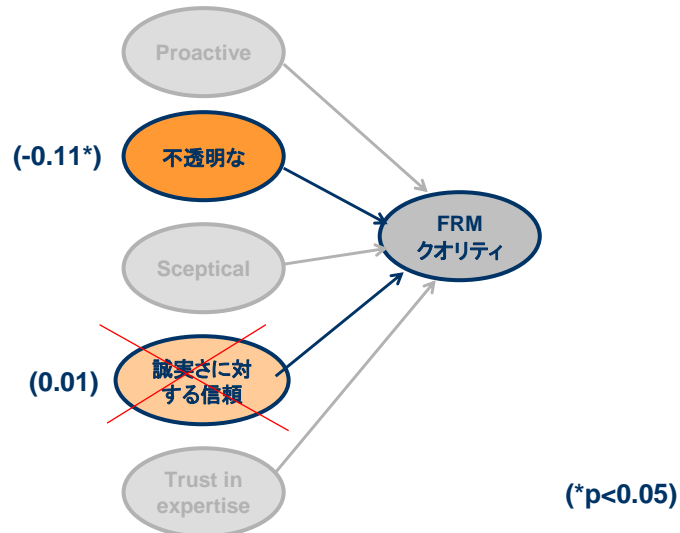 Proactive
(-0.11*)
不透明な
FRM
クオリティ
Sceptical
(0.01)
誠実さに対
する信頼
Trust in
expertise
(*p<0.05)